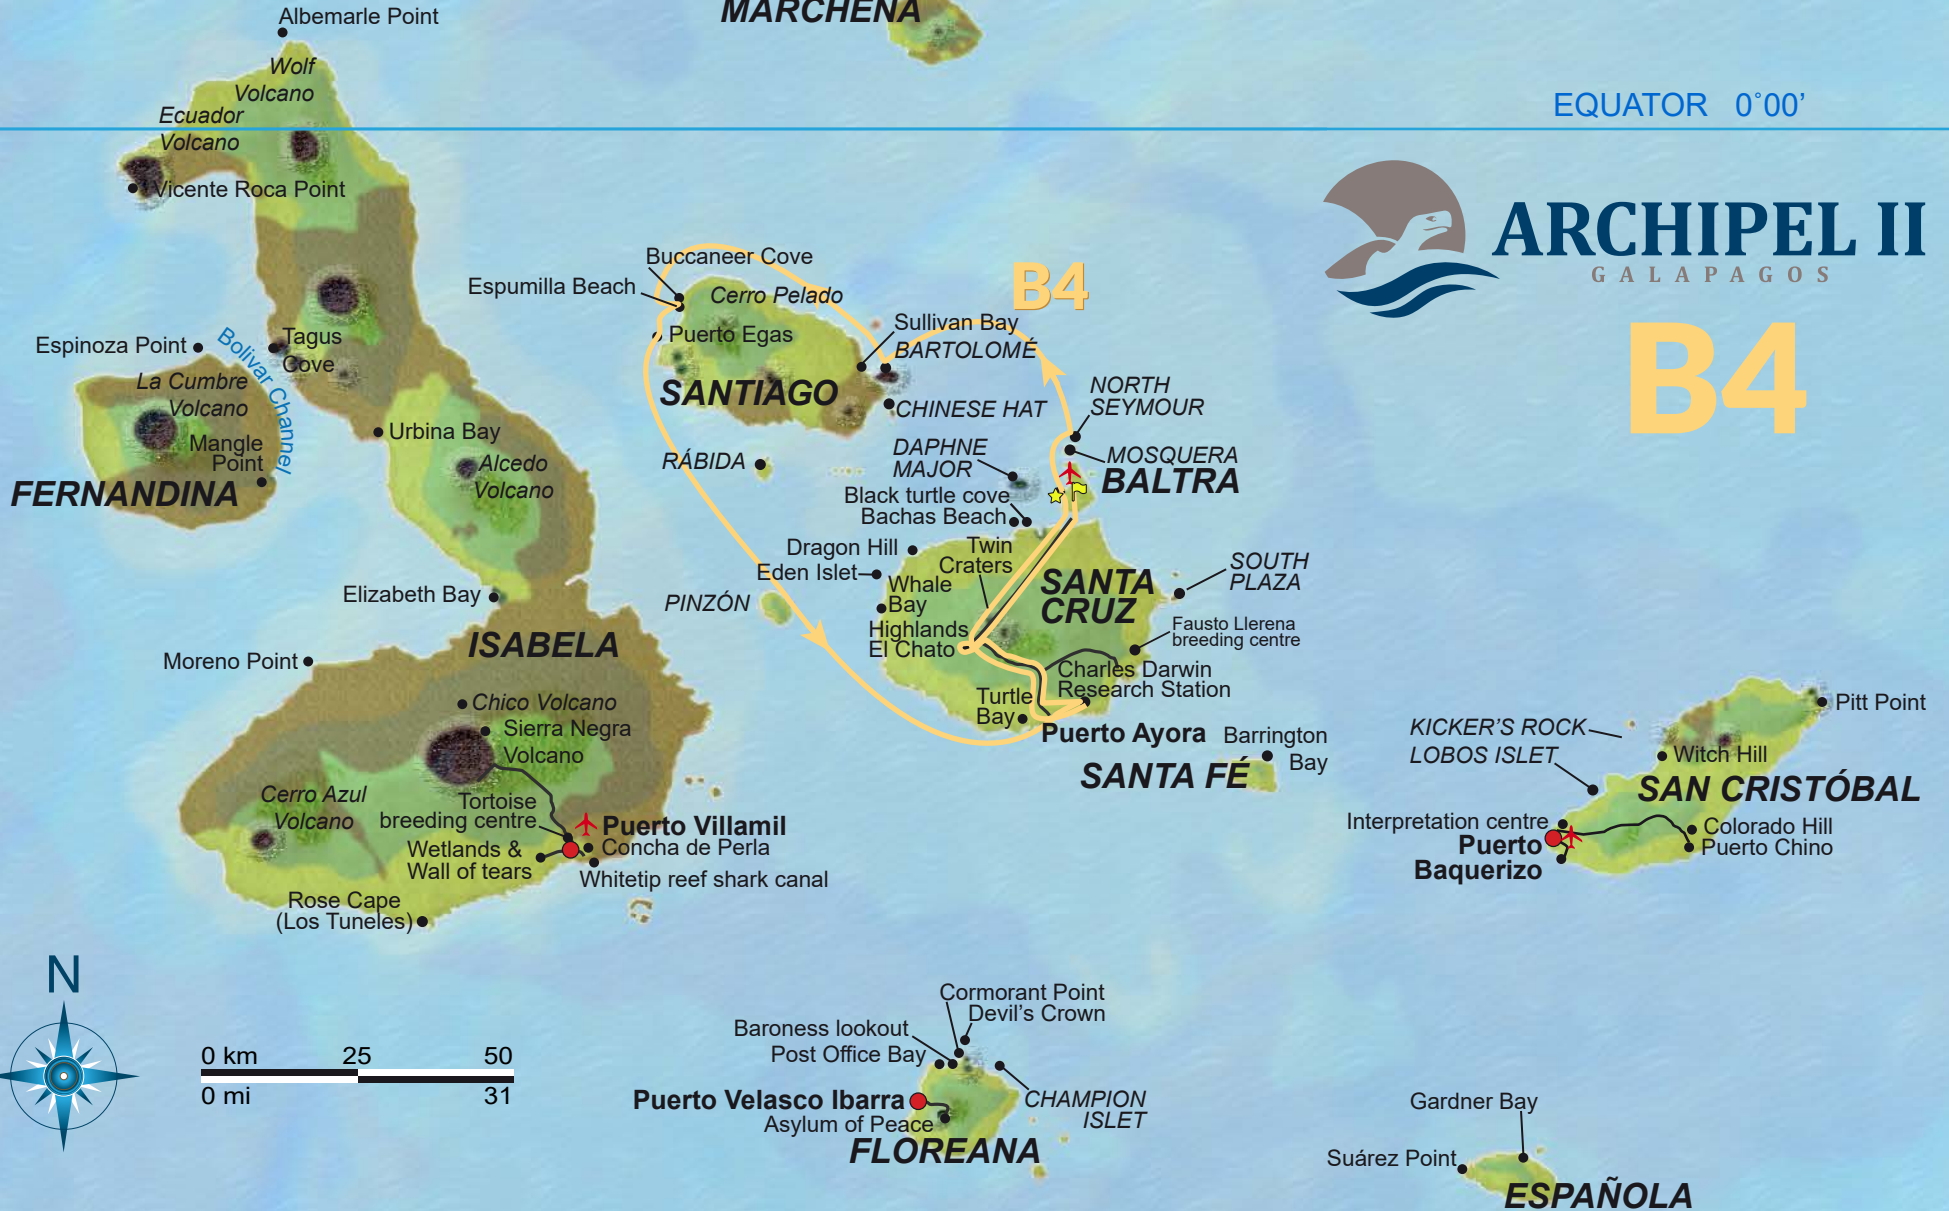 Albemarle Point
MARCHENA
Wolf
Volcano
Ecuador
Volcano
EQUATOR 0°00'
Vicente Roca Point
ARCHIPEL II
GALAPAGOS
B4
B4
Buccaneer Cove
Espumilla Beach
Cerro Pelado
Puerto Egas
SANTIAGO
Sullivan Bay
BARTOLOMÉ
CHINESE HAT
Espinoza Point
Bolivar Channel
Tagus
Cove
La Cumbre
Volcano
Mangle
Point
FERNANDINA
Urbina Bay
Alcedo
Volcano
RÁBIDA
NORTH
SEYMOUR
MOSQUERA
BALTRA
DAPHNE
MAJOR
Black turtle cove
Bachas Beach
Dragon Hill
Eden Islet
Twin
Craters
Whale
Bay
SANTA
CRUZ
SOUTH
PLAZA
PINZÓN
Highlands
El Chato
Fausto Llerena
breeding centre
Charles Darwin
Research Station
Turtle
Bay
Puerto Ayora
Barrington
Bay
SANTA FÉ
Elizabeth Bay
ISABELA
Moreno Point
Chico Volcano
Sierra Negra
Volcano
Cerro Azul
Volcano
Tortoise
breeding centre
Puerto Villamil
Concha de Perla
Wetlands &
Wall of tears
Whitetip reef shark canal
Rose Cape
(Los Tuneles)
Pitt Point
KICKER'S ROCK
LOBOS ISLET
Witch Hill
SAN CRISTÓBAL
Interpretation centre
Puerto
Baquerizo
Colorado Hill
Puerto Chino
N
0 km 25 50
0 mi 31
Cormorant Point
Devil's Crown
Baroness lookout
Post Office Bay
Puerto Velasco Ibarra
Asylum of Peace
CHAMPION
ISLET
FLOREANA
Gardner Bay
Suárez Point
ESPAÑOLA